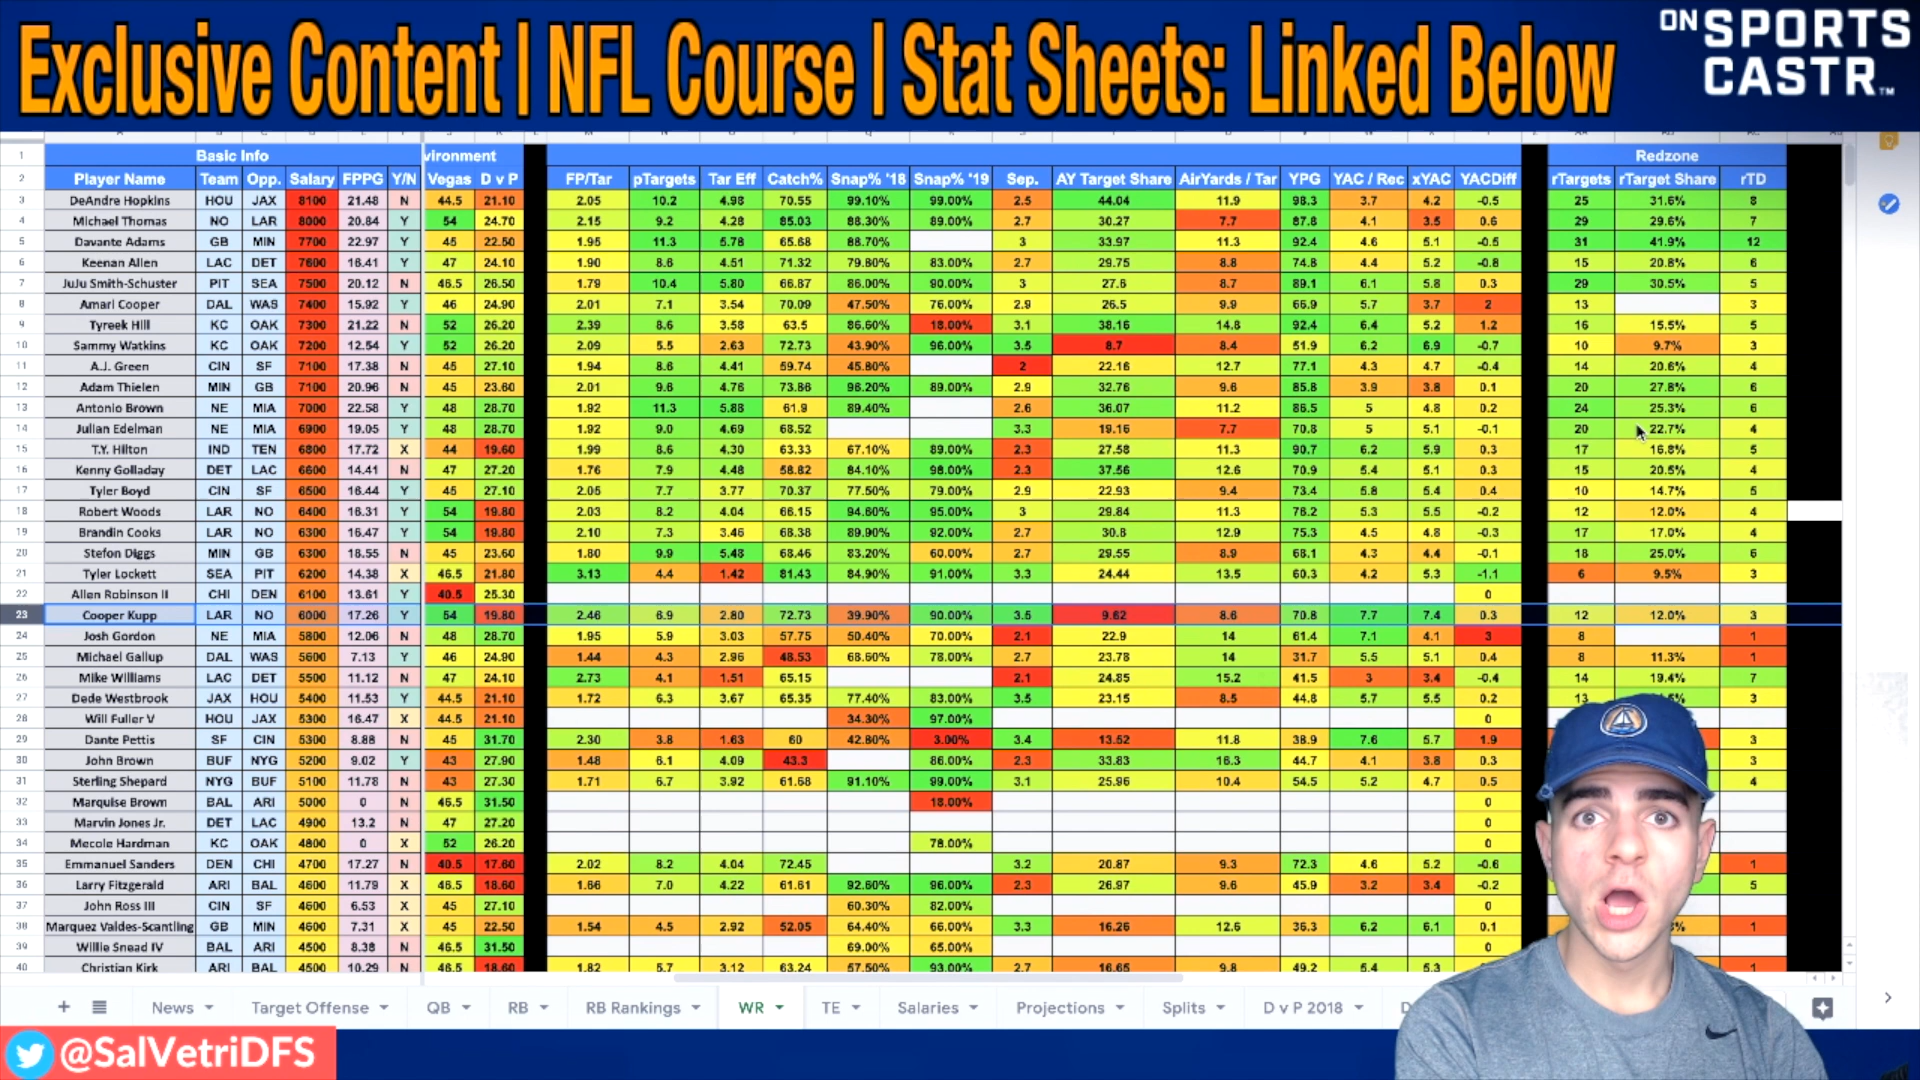 Exclusive Content | NFL Course | Stat Sheets: Linked Below
ON SPORTS
CASTR™
1 Basic Info vironment Redzone
2 Player Name Team Opp. Salary FPPG Y/N Vegas D v P FP/Tar pTargets Tar Eff Catch% Snap% '18 Snap% '19 Sep. AY Target Share AirYards / Tar YPG YAC / Rec xYAC YACDiff rTargets rTarget Share rTD
3 DeAndre Hopkins HOU JAX 8100 21.48 N 44.5 21.10 2.05 10.2 4.98 70.55 99.10% 99.00% 2.5 44.04 11.9 98.3 3.7 4.2 -0.5 25 31.6% 8
4 Michael Thomas NO LAR 8000 20.84 Y 54 24.70 2.15 9.2 4.28 85.03 88.30% 89.00% 2.7 30.27 7.7 87.8 4.1 3.5 0.6 29 29.6% 7
5 Davante Adams GB MIN 7700 22.97 Y 45 22.50 1.95 11.3 5.78 65.68 88.70% 3 33.97 11.3 92.4 4.6 5.1 -0.5 31 41.9% 12
6 Keenan Allen LAC DET 7600 16.41 Y 47 24.10 1.90 8.6 4.51 71.32 79.80% 83.00% 2.7 29.75 8.8 74.8 4.4 5.2 -0.8 15 20.8% 6
7 JuJu Smith-Schuster PIT SEA 7500 20.12 N 46.5 26.50 1.79 10.4 5.80 66.87 86.00% 90.00% 3 27.6 8.7 89.1 6.1 5.8 0.3 29 30.5% 5
8 Amari Cooper DAL WAS 7400 15.92 Y 46 24.90 2.01 7.1 3.54 70.09 47.50% 76.00% 2.9 26.5 9.9 66.9 5.7 3.7 2 13 3
9 Tyreek Hill KC OAK 7300 21.22 N 52 26.20 2.39 8.6 3.58 63.5 86.60% 18.00% 3.1 38.16 14.8 92.4 6.4 5.2 1.2 16 15.5% 5
10 Sammy Watkins KC OAK 7200 12.54 Y 52 26.20 2.09 5.5 2.63 72.73 43.90% 96.00% 3.5 8.7 8.4 51.9 6.2 6.9 -0.7 10 9.7% 3
11 A.J. Green CIN SF 7100 17.38 N 45 27.10 1.94 8.6 4.41 59.74 45.80% 2 22.16 12.7 77.1 4.3 4.7 -0.4 14 20.6% 4
12 Adam Thielen MIN GB 7100 20.96 N 45 23.60 2.01 9.6 4.76 73.86 96.20% 89.00% 2.9 32.76 9.6 85.8 3.9 3.8 0.1 20 27.8% 6
13 Antonio Brown NE MIA 7000 22.58 Y 48 28.70 1.92 11.3 5.88 61.9 89.40% 2.6 36.07 11.2 86.5 5 4.8 0.2 24 25.3% 6
14 Julian Edelman NE MIA 6900 19.05 Y 48 28.70 1.92 9.0 4.69 68.52 3.3 19.16 7.7 70.8 5 5.1 -0.1 20 22.7% 4
15 T.Y. Hilton IND TEN 6800 17.72 X 44 19.60 1.99 8.6 4.30 63.33 67.10% 89.00% 2.3 27.58 11.3 90.7 6.2 5.9 0.3 17 16.8% 5
16 Kenny Golladay DET LAC 6600 14.41 N 47 27.20 1.76 7.9 4.48 58.82 84.10% 98.00% 2.3 37.56 12.6 70.9 5.4 5.1 0.3 15 20.5% 4
17 Tyler Boyd CIN SF 6500 16.44 Y 45 27.10 2.05 7.7 3.77 70.37 77.50% 79.00% 2.9 22.93 9.4 73.4 5.8 5.4 0.4 10 14.7% 5
18 Robert Woods LAR NO 6400 16.31 Y 54 19.80 2.03 8.2 4.04 66.15 94.60% 95.00% 3 29.84 11.3 76.2 5.3 5.5 -0.2 12 12.0% 4
19 Brandin Cooks LAR NO 6300 16.47 Y 54 19.80 2.10 7.3 3.46 68.38 89.90% 92.00% 2.7 30.8 12.9 75.3 4.5 4.8 -0.3 17 17.0% 4
20 Stefon Diggs MIN GB 6300 18.55 N 45 23.60 1.80 9.9 5.48 68.46 83.20% 60.00% 2.7 29.55 8.9 68.1 4.3 4.4 -0.1 18 25.0% 6
21 Tyler Lockett SEA PIT 6200 14.38 X 46.5 21.80 3.13 4.4 1.42 81.43 84.90% 91.00% 3.3 24.44 13.5 60.3 4.2 5.3 -1.1 6 9.5% 3
22 Allen Robinson II CHI DEN 6100 13.61 Y 40.5 25.30 0
23 Cooper Kupp LAR NO 6000 17.26 Y 54 19.80 2.46 6.9 2.80 72.73 39.90% 90.00% 3.5 9.62 8.6 70.8 7.7 7.4 0.3 12 12.0% 3
24 Josh Gordon NE MIA 5800 12.06 N 48 28.70 1.95 5.9 3.03 57.75 50.40% 70.00% 2.1 22.9 14 61.4 7.1 4.1 3 8 1
25 Michael Gallup DAL WAS 5600 7.13 Y 46 24.90 1.44 4.3 2.96 48.53 68.60% 78.00% 2.7 23.78 14 31.7 5.5 5.1 0.4 8 11.3% 1
26 Mike Williams LAC DET 5500 11.12 N 47 24.10 2.73 4.1 1.51 65.15 2.1 24.85 15.2 41.5 3 3.4 -0.4 14 19.4% 7
27 Dede Westbrook JAX HOU 5400 11.53 Y 44.5 21.10 1.72 6.3 3.67 65.35 77.40% 83.00% 3.5 23.15 8.5 44.8 5.7 5.5 0.2 13 3
28 Will Fuller V HOU JAX 5300 16.47 X 44.5 21.10 34.30% 97.00% 0
29 Dante Pettis SF CIN 5300 8.88 N 45 31.70 2.30 3.8 1.63 60 42.80% 3.00% 3.4 13.52 11.8 38.9 7.6 5.7 1.9 3
30 John Brown BUF NYG 5200 9.02 Y 43 27.90 1.48 6.1 4.09 43.3 86.00% 2.3 33.83 16.3 44.7 4.1 3.8 0.3 3
31 Sterling Shepard NYG BUF 5100 11.78 N 43 27.30 1.71 6.7 3.92 61.68 91.10% 99.00% 3.1 25.96 10.4 54.5 5.2 4.7 0.5 4
32 Marquise Brown BAL ARI 5000 0 N 46.5 31.50 18.00% 0
33 Marvin Jones Jr. DET LAC 4900 13.2 N 47 27.20 0
34 Mecole Hardman KC OAK 4800 0 X 52 26.20 78.00% 0
35 Emmanuel Sanders DEN CHI 4700 17.27 N 40.5 17.60 2.02 8.2 4.04 72.45 3.2 20.87 9.3 72.3 4.6 5.2 -0.6 1
36 Larry Fitzgerald ARI BAL 4600 11.79 X 46.5 18.60 1.66 7.0 4.22 61.61 92.60% 96.00% 2.3 26.97 9.6 45.9 3.2 3.4 -0.2 5
37 John Ross III CIN SF 4600 6.53 X 45 27.10 60.30% 82.00% 0
38 Marquez Valdes-Scantling GB MIN 4600 7.31 X 45 22.50 1.54 4.5 2.92 52.05 64.40% 66.00% 3.3 16.26 12.6 36.3 6.2 6.1 0.1 1
39 Willie Snead IV BAL ARI 4500 8.38 N 46.5 31.50 69.00% 65.00% 0
40 Christian Kirk ARI BAL 4500 10.29 N 46.5 18.60 1.82 5.7 3.12 63.24 57.50% 93.00% 2.7 16.65 9.8 49.2 5.4 5.3 1
+ News Target Offense QB RB RB Rankings WR TE Salaries Projections Splits D v P 2018 D
@SalVetriDFS